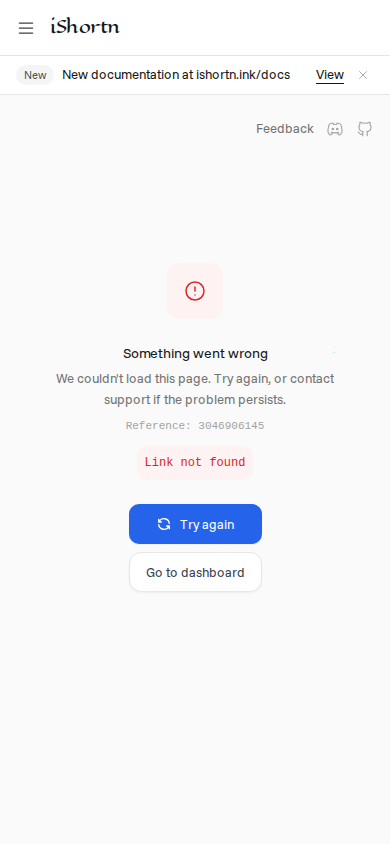 iShortn
New New documentation at ishortn.ink/docs View
Feedback
Something went wrong
We couldn't load this page. Try again, or contact
support if the problem persists.
Reference: 3046906145
Link not found
Try again
Go to dashboard